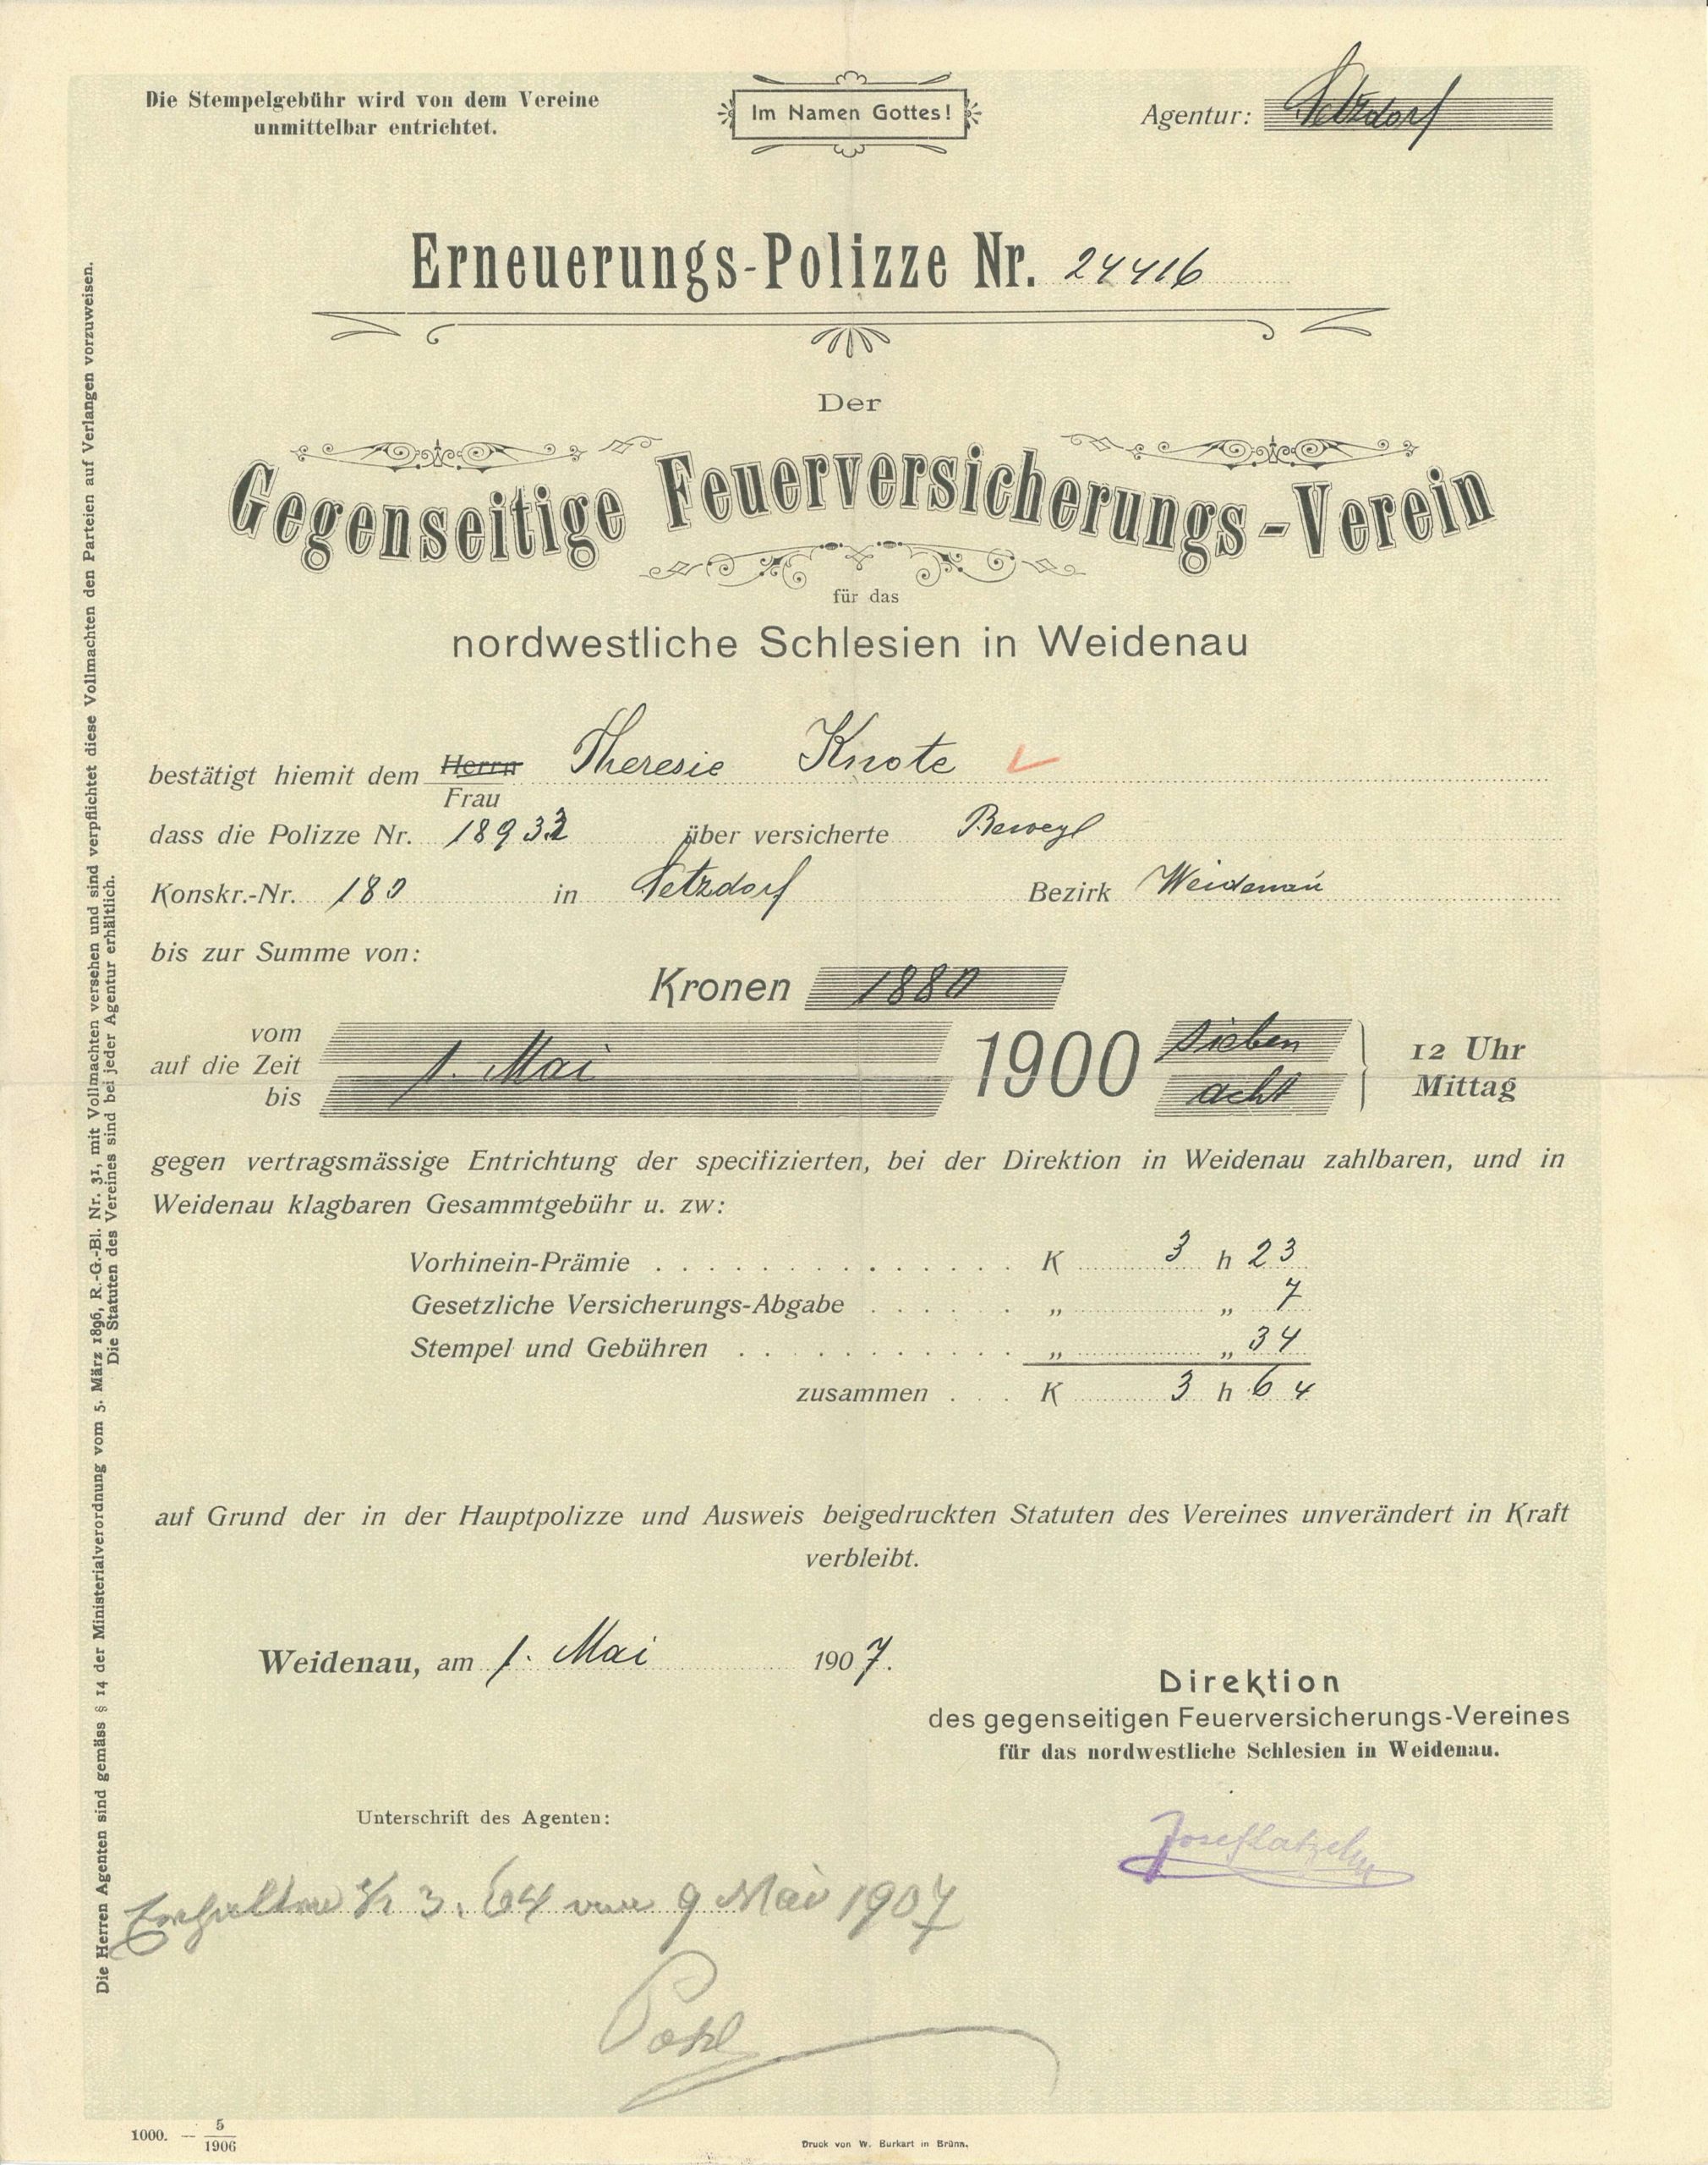 Die Stempelgebühr wird von dem Vereine
unmittelbar entrichtet.
Im Namen Gottes!
Agentur: Setzdorf
Erneuerungs-Polizze Nr. 24416
Der
Gegenseitige Feuerversicherungs-Verein
für das
nordwestliche Schlesien in Weidenau
bestätigt hiemit dem Herrn Theresie Knote
Frau
dass die Polizze Nr. 18932 über versicherte Bewegl
Konskr.-Nr. 180 in Setzdorf Bezirk Weidenau
bis zur Summe von:
Kronen 1880
vom
auf die Zeit 1. Mai 1900 sieben 12 Uhr
bis acht Mittag
gegen vertragsmässige Entrichtung der specifizierten, bei der Direktion in Weidenau zahlbaren, und in
Weidenau klagbaren Gesammtgebühr u. zw:
Vorhinein-Prämie . . . . . . . . . . . . . . K 3 h 23
Gesetzliche Versicherungs-Abgabe . . . . . „ „ 7
Stempel und Gebühren . . . . . . . . . . . „ „ 34
zusammen . . . K 3 h 64
auf Grund der in der Hauptpolizze und Ausweis beigedruckten Statuten des Vereines unverändert in Kraft
verbleibt.
Weidenau, am 1. Mai 1907.
Direktion
des gegenseitigen Feuerversicherungs-Vereines
für das nordwestliche Schlesien in Weidenau.
Unterschrift des Agenten:
Erhalten K 3.64 am 9 Mai 1907
Pohl
1000. — 5/1906
Druck von W. Burkart in Brünn.
Die Herren Agenten sind gemäss § 14 der Ministerialverordnung vom 5. März 1896, R.-G.-Bl. Nr. 31, mit Vollmachten versehen und sind verpflichtet diese Vollmachten den Parteien auf Verlangen vorzuweisen.
Die Statuten des Vereines sind bei jeder Agentur erhältlich.